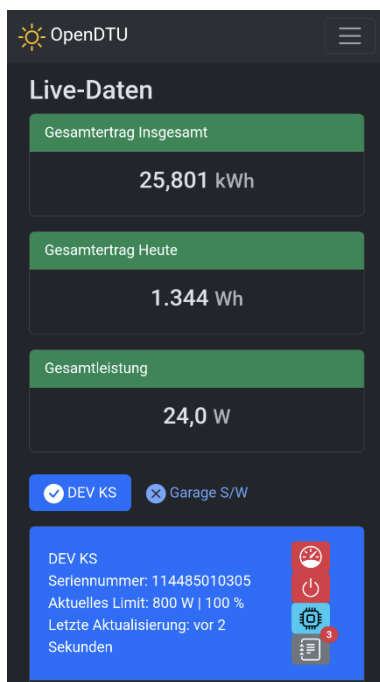 OpenDTU
Live-Daten
Gesamtertrag Insgesamt
25,801 kWh
Gesamtertrag Heute
1.344 Wh
Gesamtleistung
24,0 W
DEV KS
Garage S/W
DEV KS
Seriennummer: 114485010305
Aktuelles Limit: 800 W | 100 %
Letzte Aktualisierung: vor 2
Sekunden
3